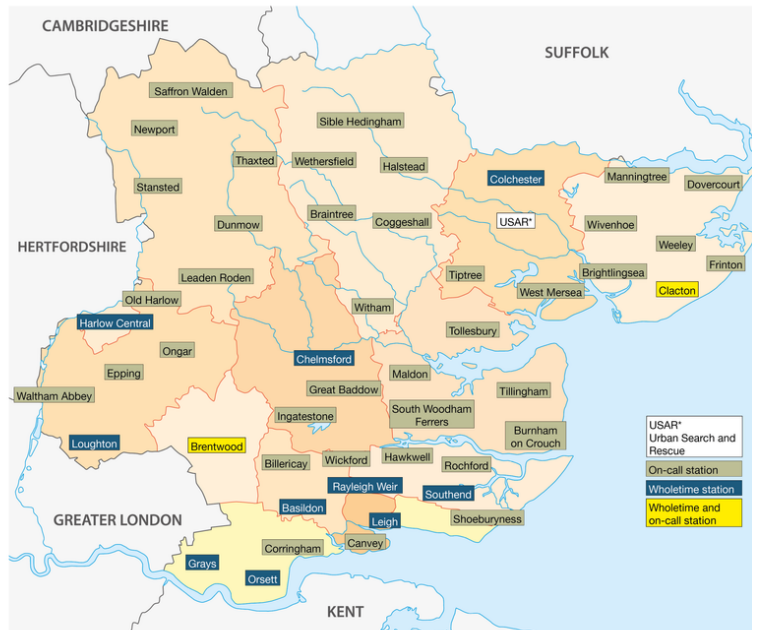 CAMBRIDGESHIRE
SUFFOLK
Saffron Walden
Sible Hedingham
Newport
Thaxted
Wethersfield
Halstead
Manningtree
Colchester
Dovercourt
Stansted
Braintree
Coggeshall
USAR*
Wivenhoe
Dunmow
HERTFORDSHIRE
Weeley
Frinton
Leaden Roden
Tiptree
Brightlingsea
West Mersea
Clacton
Old Harlow
Witham
Harlow Central
Tollesbury
Ongar
Chelmsford
Epping
Maldon
Great Baddow
Tillingham
Waltham Abbey
Ingatestone
South Woodham
Ferrers
Burnham
on Crouch
Loughton
Brentwood
Billericay
Wickford
Hawkwell
Rochford
Rayleigh Weir
Southend
Basildon
GREATER LONDON
Leigh
Shoeburyness
Corringham
Canvey
Grays
Orsett
KENT
USAR*
Urban Search and
Rescue
On-call station
Wholetime station
Wholetime and
on-call station